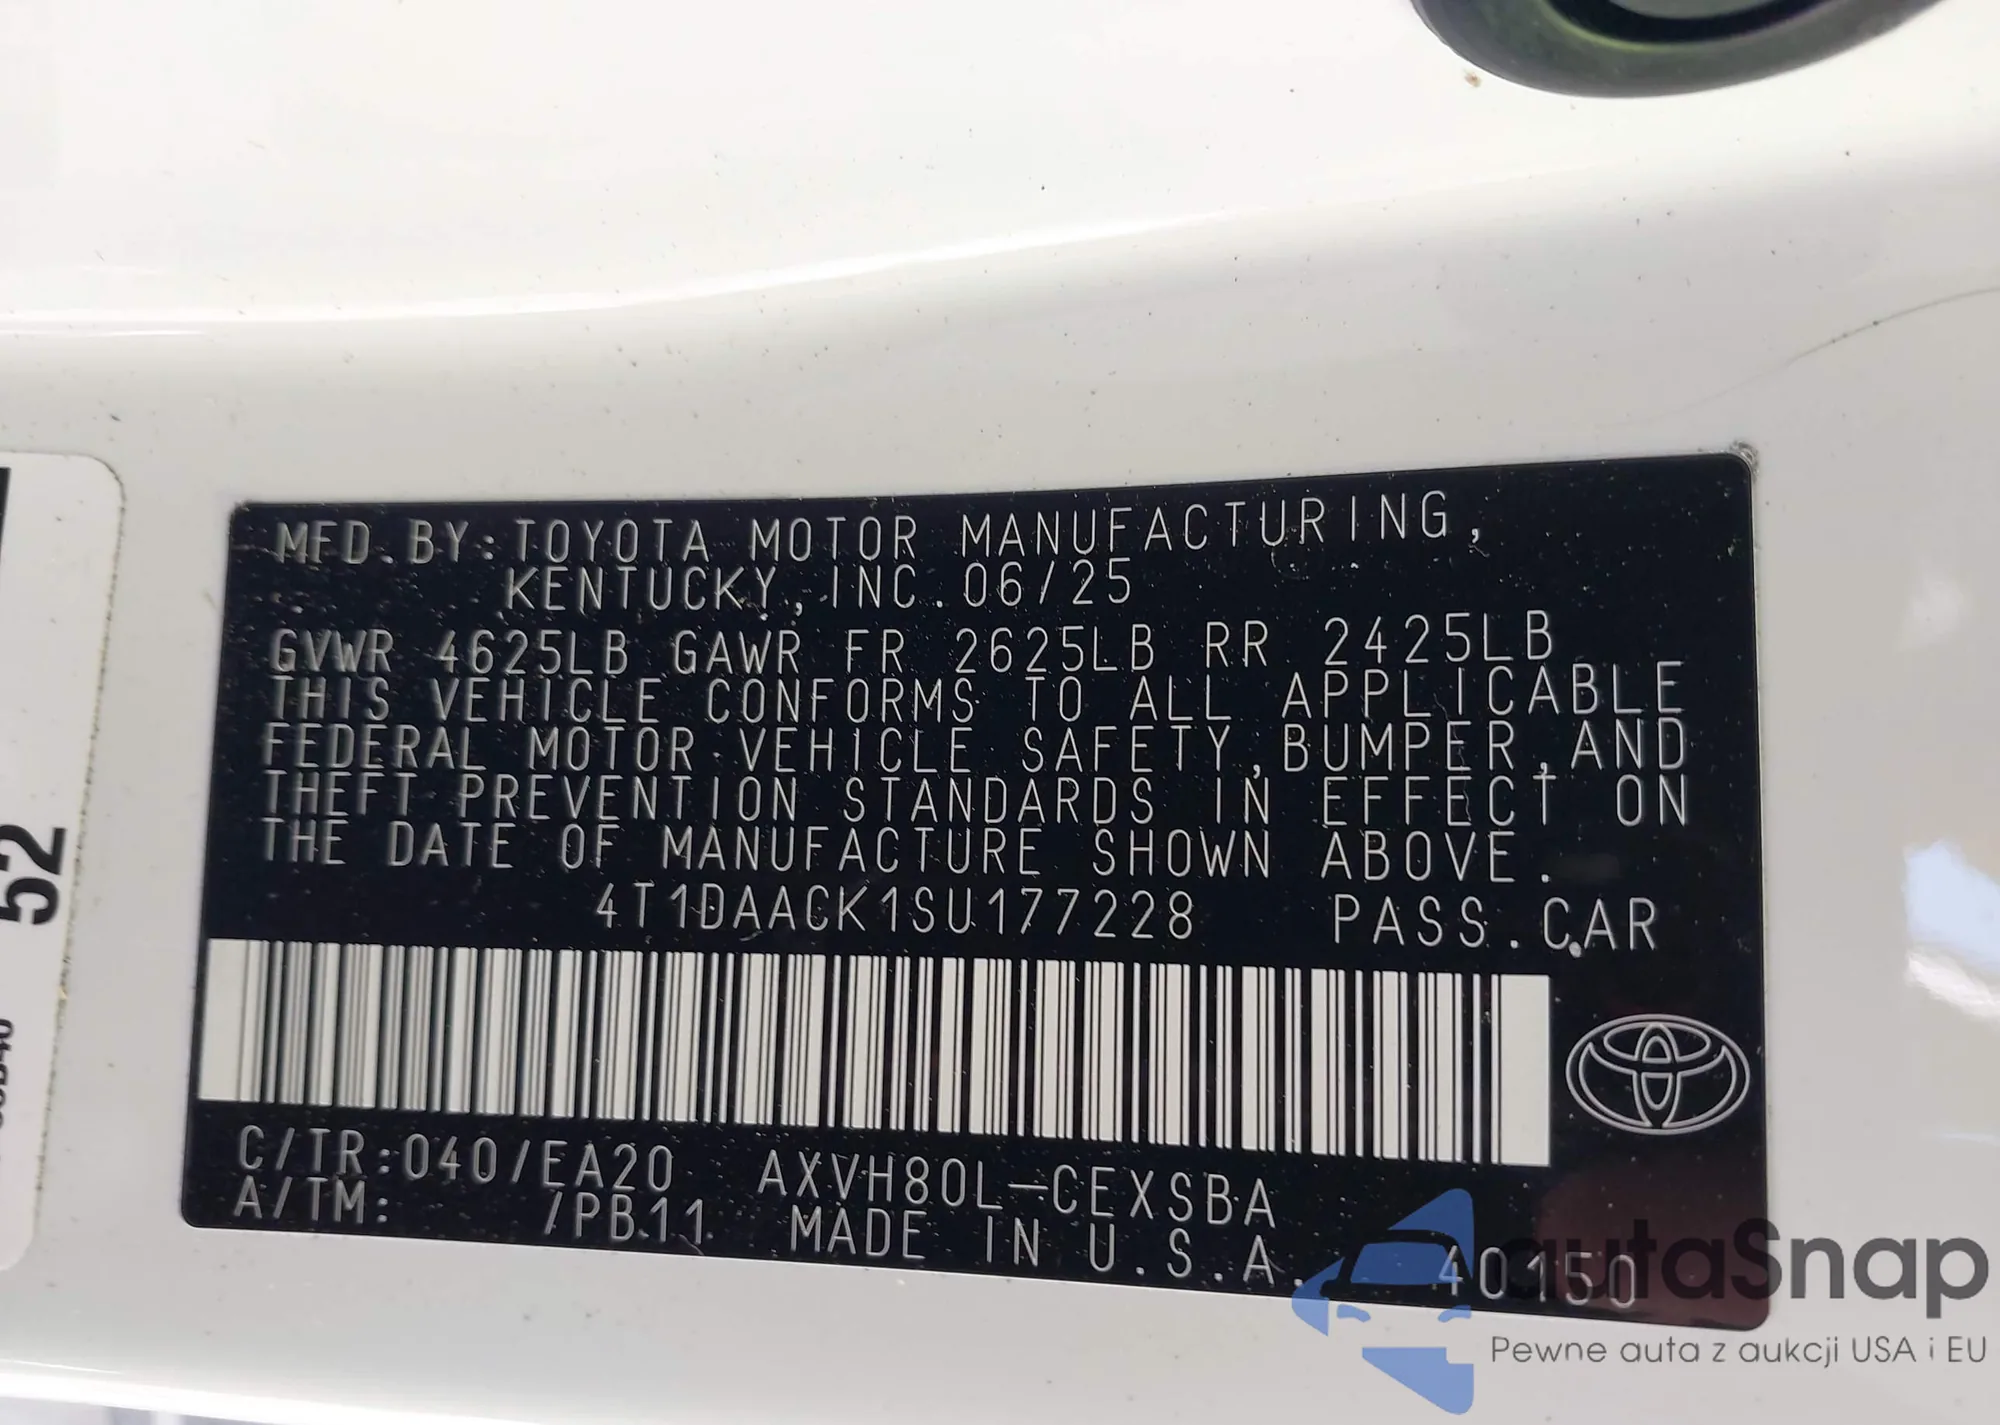 MFD. BY: TOYOTA MOTOR MANUFACTURING,
KENTUCKY, INC. 06/25
GVWR 4625LB GAWR FR 2625LB RR 2425LB
THIS VEHICLE CONFORMS TO ALL APPLICABLE
FEDERAL MOTOR VEHICLE SAFETY, BUMPER, AND
THEFT PREVENTION STANDARDS IN EFFECT ON
THE DATE OF MANUFACTURE SHOWN ABOVE.
4T1DAACK1SU177228 PASS. CAR
C/TR: 040/EA20 AXVH80L-CEXSBA
A/TM: /PB11 MADE IN U.S.A. 40150
52
autaSnap
Pewne auta z aukcji USA i EU